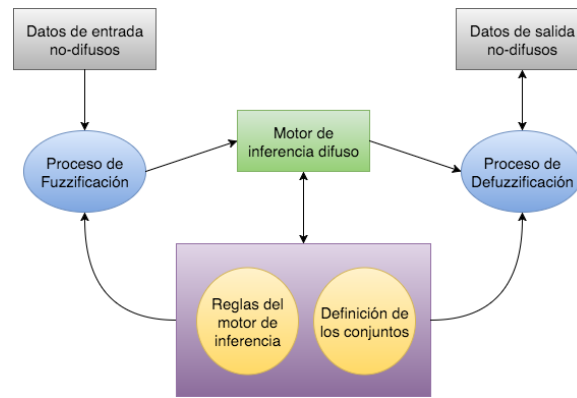 Datos de entrada
no-difusos
Datos de salida
no-difusos
Motor de
inferencia difuso
Proceso de
Fuzzificación
Proceso de
Defuzzificación
Reglas del
motor de
inferencia
Definición de
los conjuntos